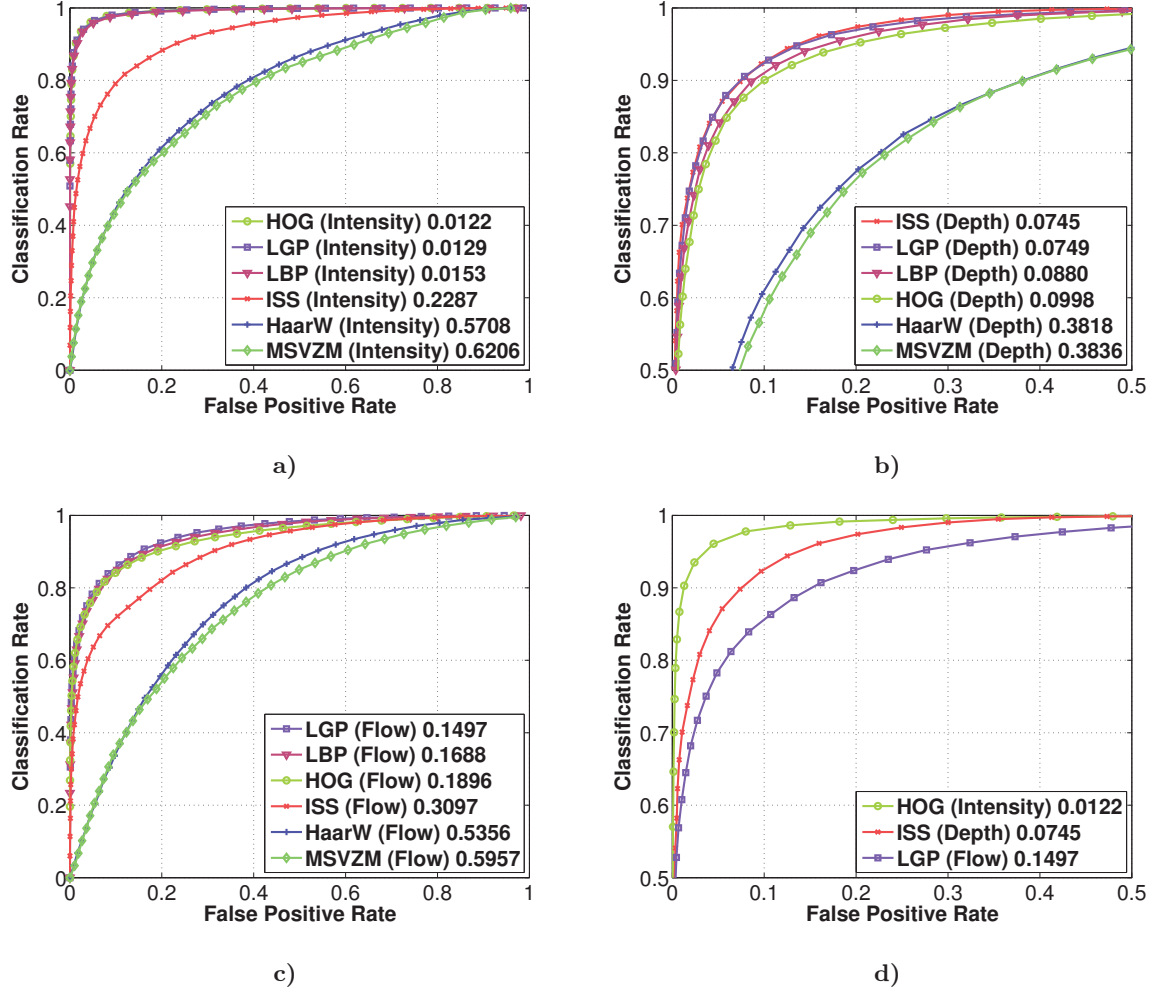 1
0.8
0.6
0.4
0.2
0
0 0.2 0.4 0.6 0.8 1
Classification Rate
False Positive Rate
HOG (Intensity) 0.0122
LGP (Intensity) 0.0129
LBP (Intensity) 0.0153
ISS (Intensity) 0.2287
HaarW (Intensity) 0.5708
MSVZM (Intensity) 0.6206
a)
1
0.9
0.8
0.7
0.6
0.5
0 0.1 0.2 0.3 0.4 0.5
Classification Rate
False Positive Rate
ISS (Depth) 0.0745
LGP (Depth) 0.0749
LBP (Depth) 0.0880
HOG (Depth) 0.0998
HaarW (Depth) 0.3818
MSVZM (Depth) 0.3836
b)
1
0.8
0.6
0.4
0.2
0
0 0.2 0.4 0.6 0.8 1
Classification Rate
False Positive Rate
LGP (Flow) 0.1497
LBP (Flow) 0.1688
HOG (Flow) 0.1896
ISS (Flow) 0.3097
HaarW (Flow) 0.5356
MSVZM (Flow) 0.5957
c)
1
0.9
0.8
0.7
0.6
0.5
0 0.1 0.2 0.3 0.4 0.5
Classification Rate
False Positive Rate
HOG (Intensity) 0.0122
ISS (Depth) 0.0745
LGP (Flow) 0.1497
d)